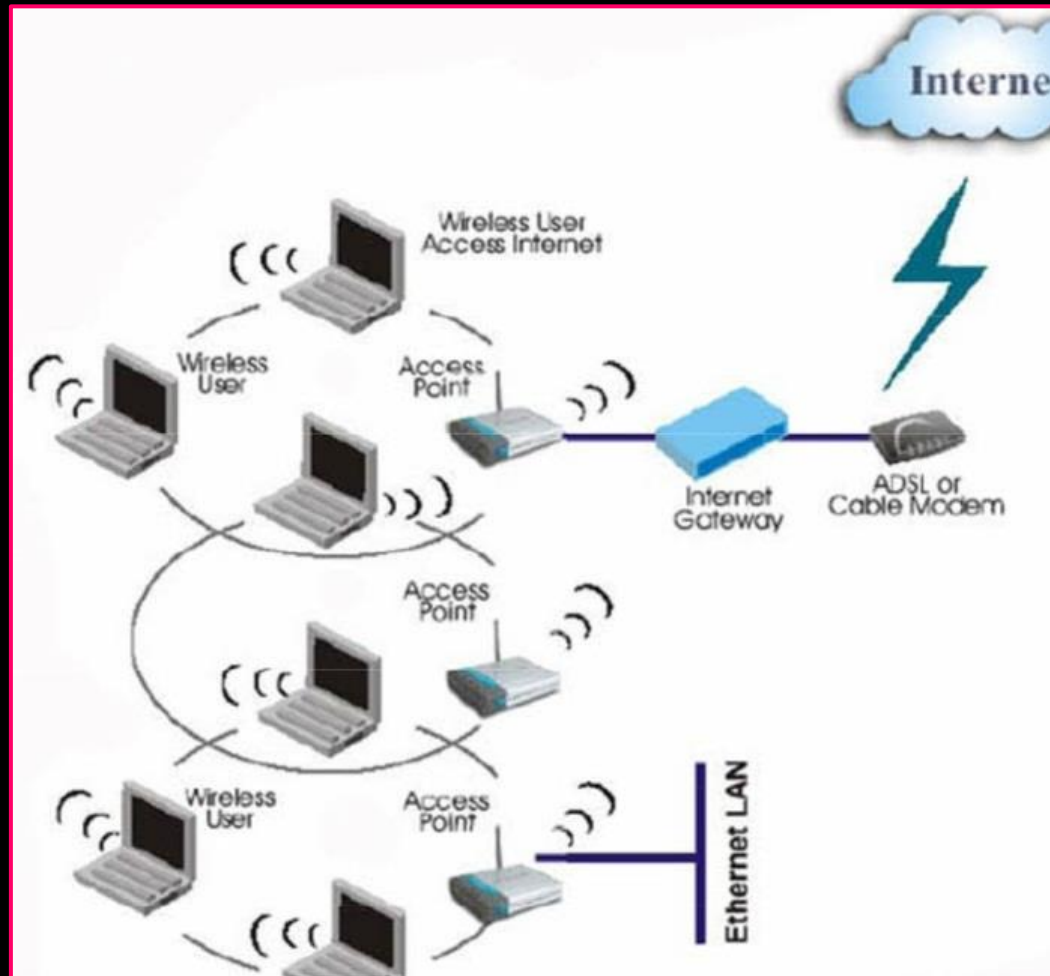 Interne
Wireless User
Access Internet
Wireless
User
Access
Point
Internet
Gateway
ADSL or
Cable Modem
Access
Point
Wireless
User
Access
Point
Ethernet LAN